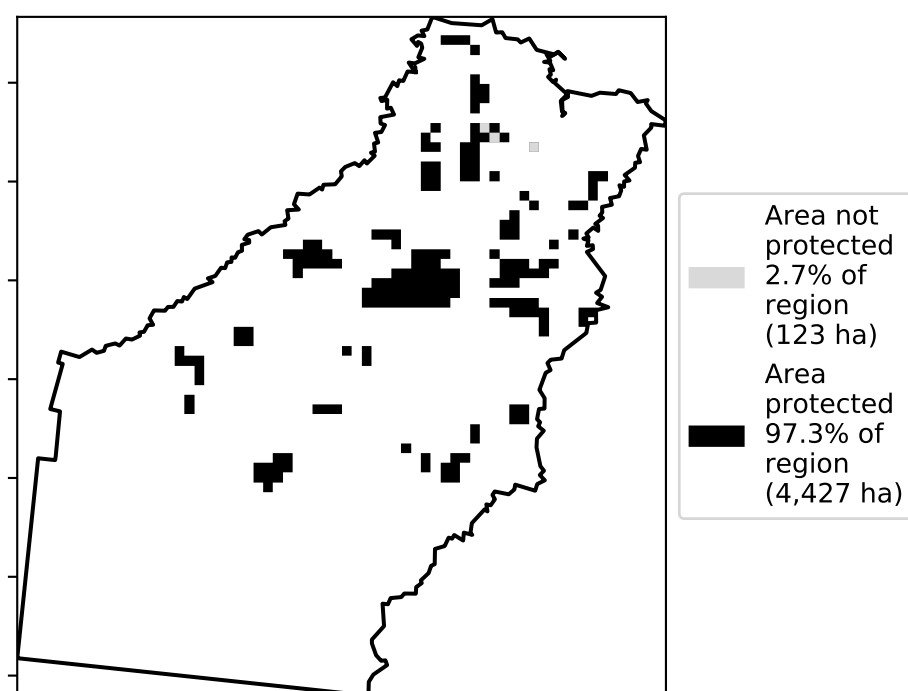 Area not
protected
2.7% of
region
(123 ha)
Area
protected
97.3% of
region
(4,427 ha)